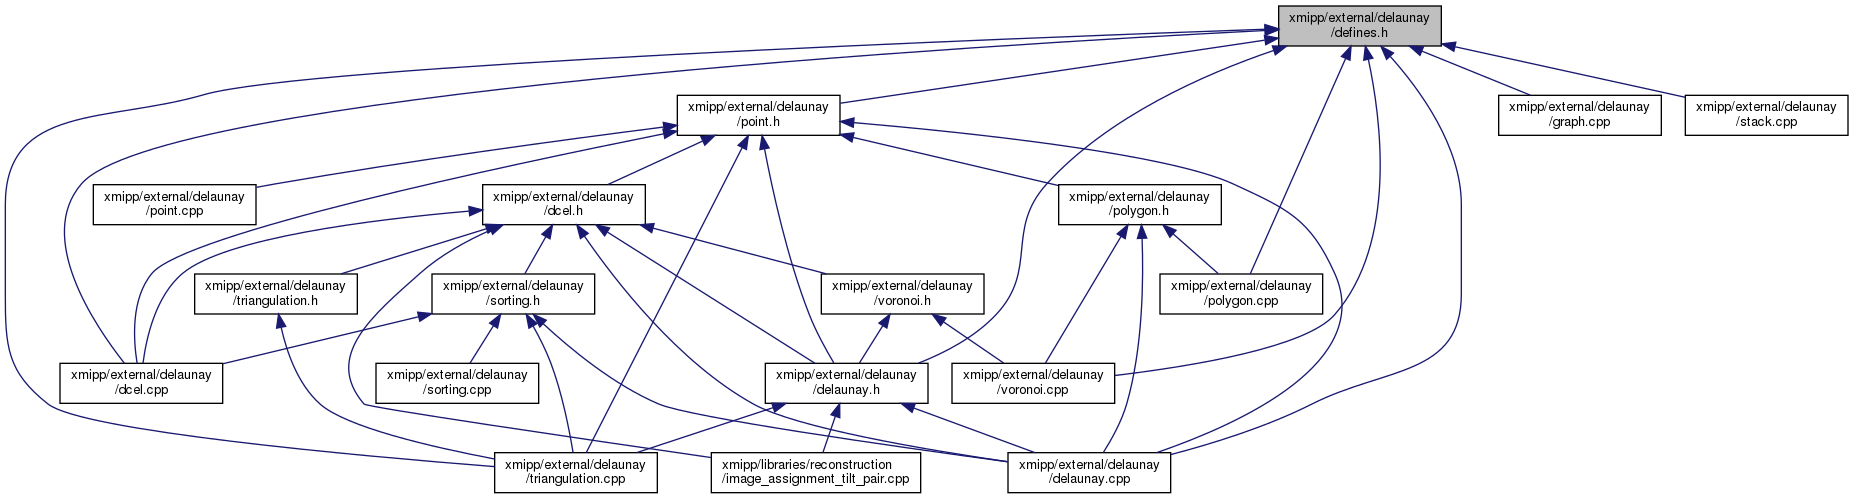 xmipp/external/delaunay
/defines.h
xmipp/external/delaunay
/point.h
xmipp/external/delaunay
/graph.cpp
xmipp/external/delaunay
/stack.cpp
xmipp/external/delaunay
/point.cpp
xmipp/external/delaunay
/dcel.h
xmipp/external/delaunay
/polygon.h
xmipp/external/delaunay
/triangulation.h
xmipp/external/delaunay
/sorting.h
xmipp/external/delaunay
/voronoi.h
xmipp/external/delaunay
/polygon.cpp
xmipp/external/delaunay
/dcel.cpp
xmipp/external/delaunay
/sorting.cpp
xmipp/external/delaunay
/delaunay.h
xmipp/external/delaunay
/voronoi.cpp
xmipp/external/delaunay
/triangulation.cpp
xmipp/libraries/reconstruction
/image_assignment_tilt_pair.cpp
xmipp/external/delaunay
/delaunay.cpp